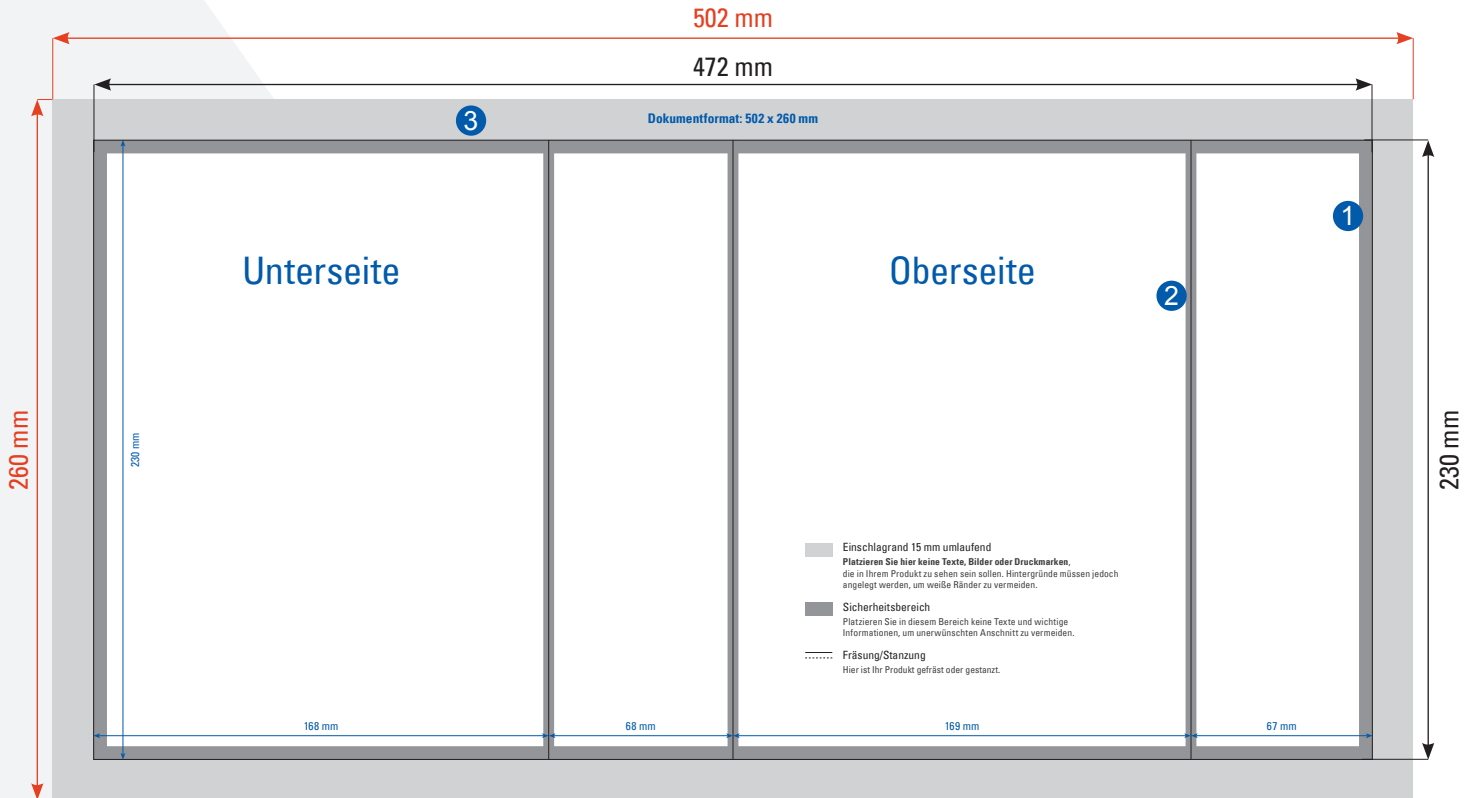 502 mm
472 mm
3
Dokumentformat: 502 x 260 mm
1
Unterseite
Oberseite
2
260 mm
230 mm
230 mm
Einschlagrand 15 mm umlaufend
Platzieren Sie hier keine Texte, Bilder oder Druckmarken,
die in Ihrem Produkt zu sehen sein sollen. Hintergründe müssen jedoch
angelegt werden, um weiße Ränder zu vermeiden.
Sicherheitsbereich
Platzieren Sie in diesem Bereich keine Texte und wichtige
Informationen, um unerwünschten Anschnitt zu vermeiden.
Fräsung/Stanzung
Hier ist Ihr Produkt gefräst oder gestanzt.
168 mm
68 mm
169 mm
67 mm